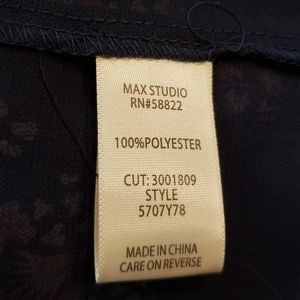 MAX STUDIO
RN#58822
100%POLYESTER
CUT: 3001809
STYLE
5707Y78
MADE IN CHINA
CARE ON REVERSE